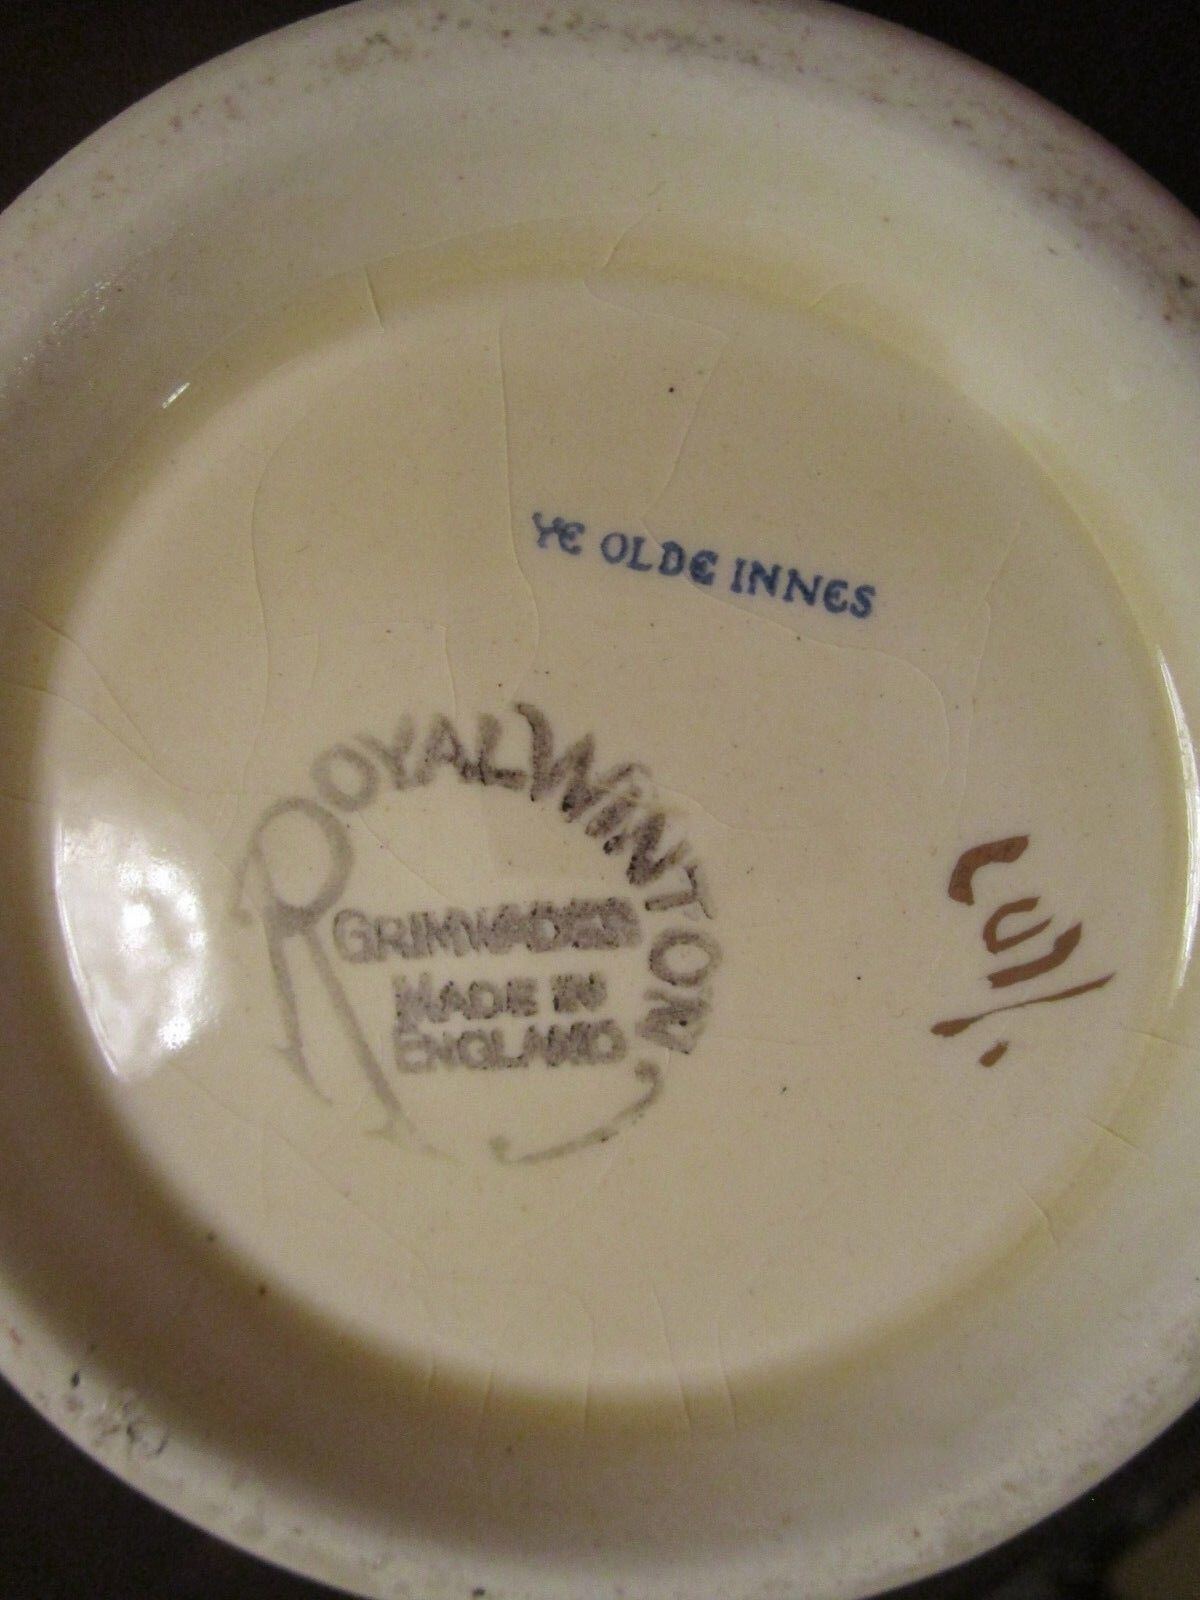 YE OLDE INNES
ROYAL WINTON
GRIMWADES
MADE IN
ENGLAND